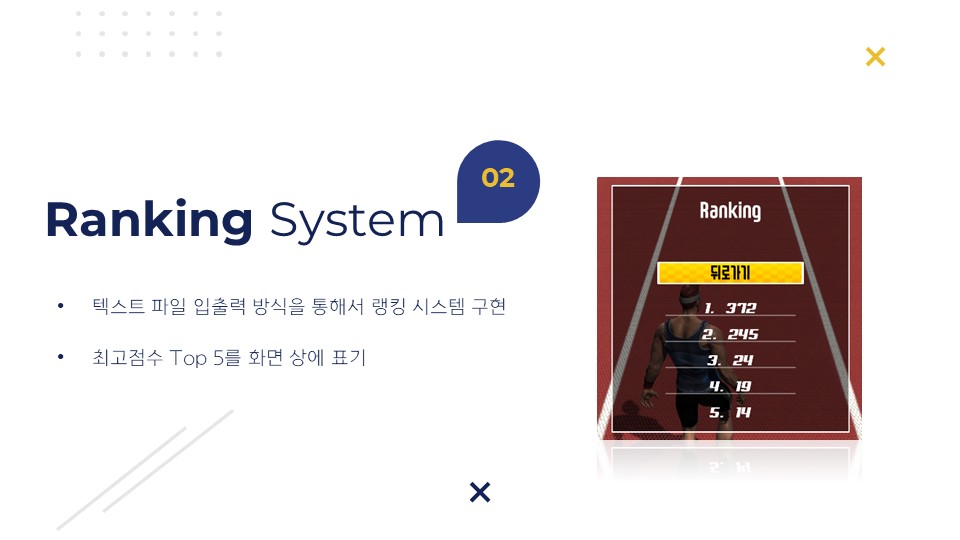 02
Ranking System
• 텍스트 파일 입출력 방식을 통해서 랭킹 시스템 구현
• 최고점수 Top 5를 화면 상에 표기
Ranking
뒤로가기
1. 372
2. 245
3. 24
4. 19
5. 14